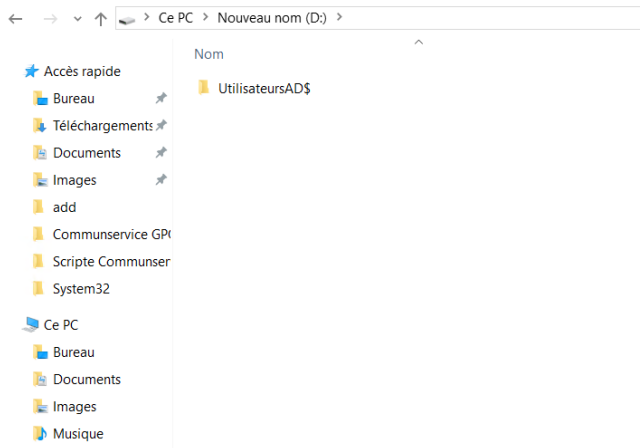 Ce PC > Nouveau nom (D:) >
Nom
Accès rapide
UtilisateursAD$
Bureau
Téléchargements
Documents
Images
add
Communservice GPO
Scripte Communser
System32
Ce PC
Bureau
Documents
Images
Musique